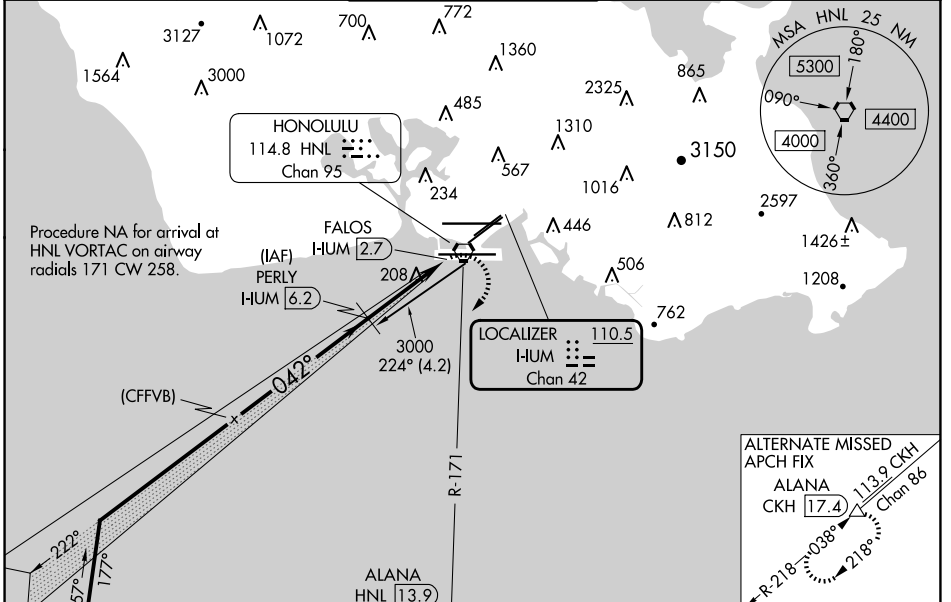 3127
1072
700
772
1564
3000
1360
485
2325
865
1310
3150
567
234
1016
2597
446
812
1426±
208
506
1208
762
MSA HNL 25 NM
180°
5300
090°
4400
4000
360°
HONOLULU
114.8 HNL
Chan 95
Procedure NA for arrival at
HNL VORTAC on airway
radials 171 CW 258.
FALOS
I-IUM 2.7
(IAF)
PERLY
I-IUM 6.2
3000
224° (4.2)
LOCALIZER 110.5
I-IUM
Chan 42
042°
(CFFVB)
R-171
222°
177°
57°
ALANA
HNL 13.9
ALTERNATE MISSED
APCH FIX
ALANA
CKH 17.4
113.9 CKH
Chan 86
038°
218°
R-218